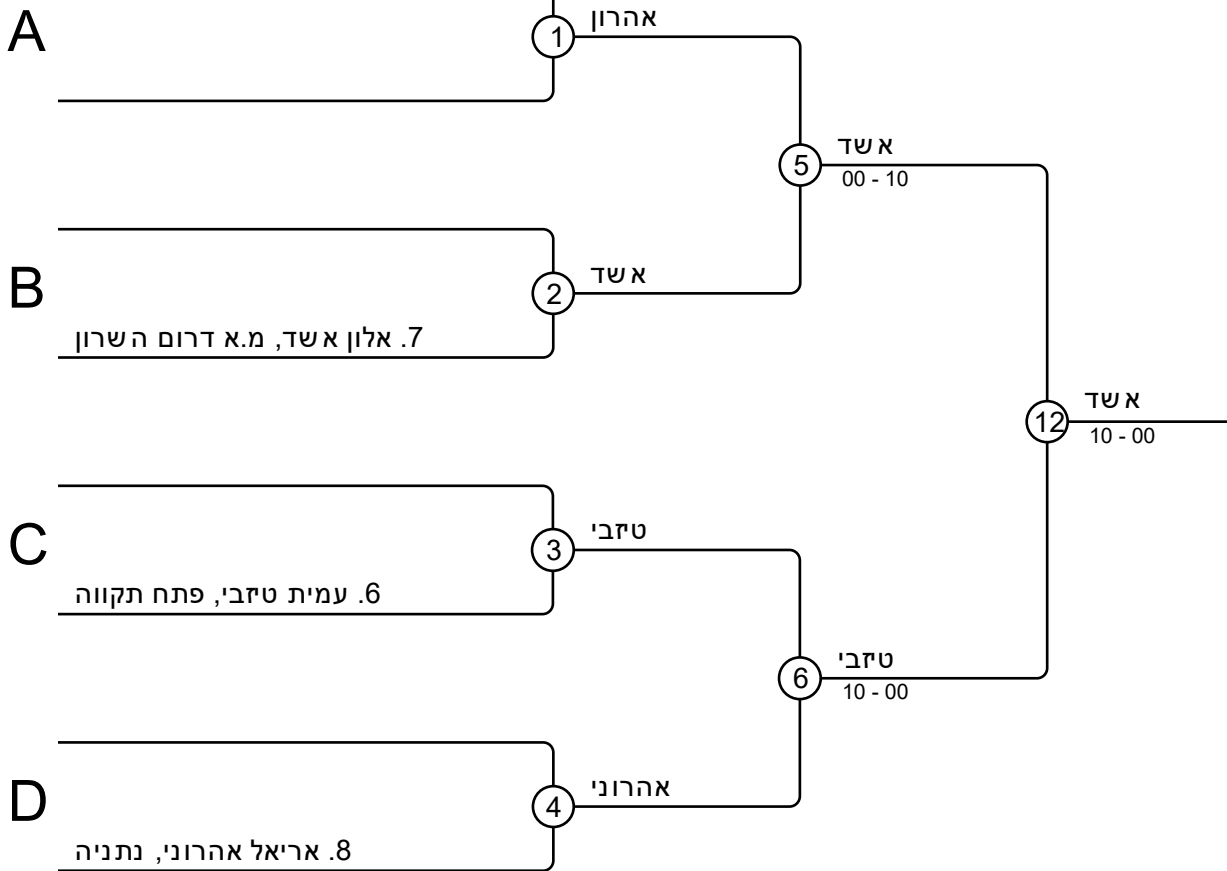 A
1
אהרון
5
אשד
00 - 10
B
2
אשד
7. אלון אשד, מ.א דרום השרון
12
אשד
10 - 00
C
3
טיזבי
6. עמית טיזבי, פתח תקווה
6
טיזבי
10 - 00
D
4
אהרוני
8. אריאל אהרוני, נתניה